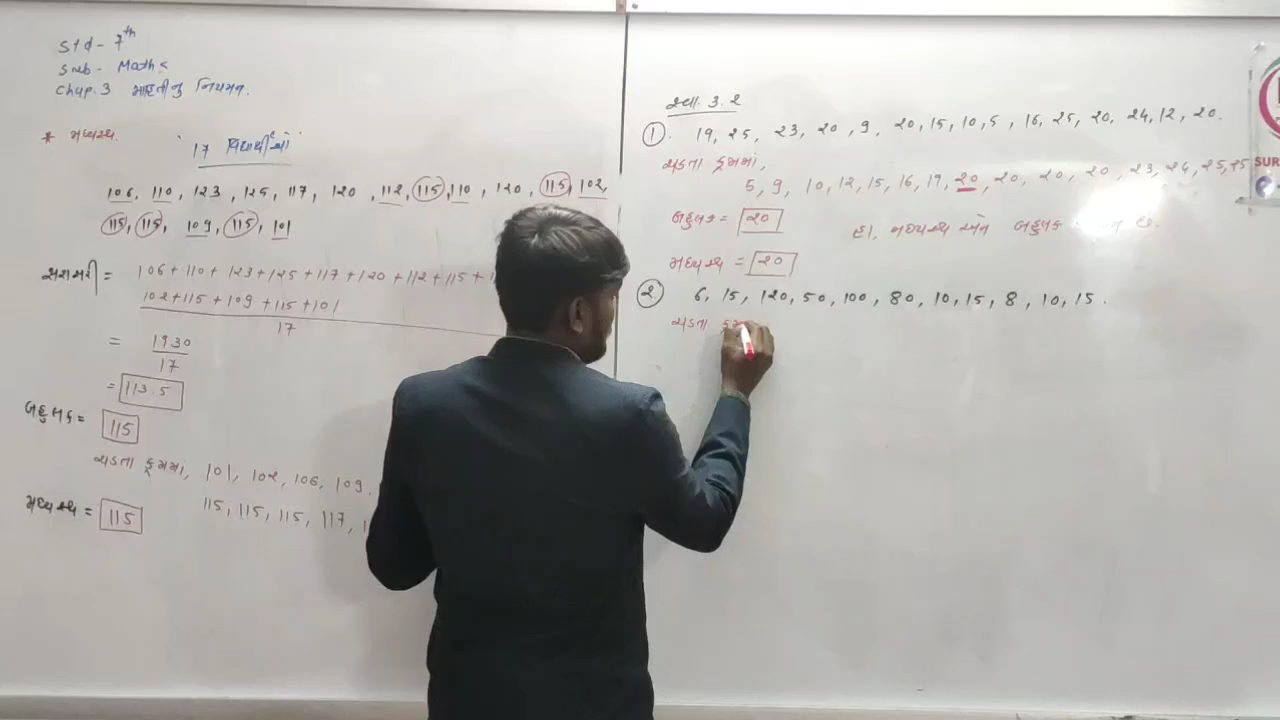 Std - 7th
Sub - Maths
Chap. 3 માહિતીનું નિયમન.
* મધ્યસ્થ.
17 વિદ્યાર્થીઓ
106, 110, 123, 125, 117, 120, 112, 115, 110, 120, 115, 102,
115, 115, 109, 115, 101
સરાસરી = 106+110+123+125+117+120+112+115+
102+115+109+115+101
17
= 1930
17
= 113.5
બહુલક = 115
ચડતા ક્રમમાં, 101, 102, 106, 109,
115, 115, 115, 117,
મધ્યસ્થ = 115
સ્વા. 3.2
1. 19, 25, 23, 20, 9, 20, 15, 10, 5, 16, 25, 20, 24, 12, 20.
ચડતા ક્રમમાં,
5, 9, 10, 12, 15, 16, 19, 20, 20, 20, 20, 23, 24, 25, 25
બહુલક = 20
હા, મધ્યસ્થ અને બહુલક છે.
મધ્યસ્થ = 20
2. 6, 15, 120, 50, 100, 80, 10, 15, 8, 10, 15.
ચડતા ક્રમ
SUR